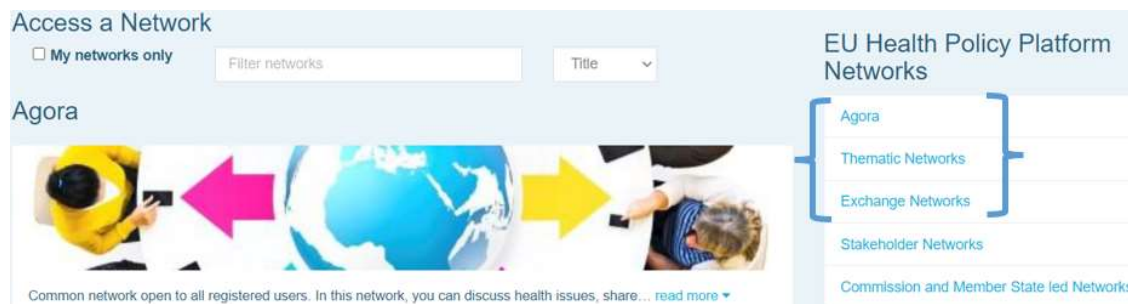 Access a Network
My networks only
Filter networks
Title
Agora
Common network open to all registered users. In this network, you can discuss health issues, share… read more
EU Health Policy Platform
Networks
Agora
Thematic Networks
Exchange Networks
Stakeholder Networks
Commission and Member State led Networks